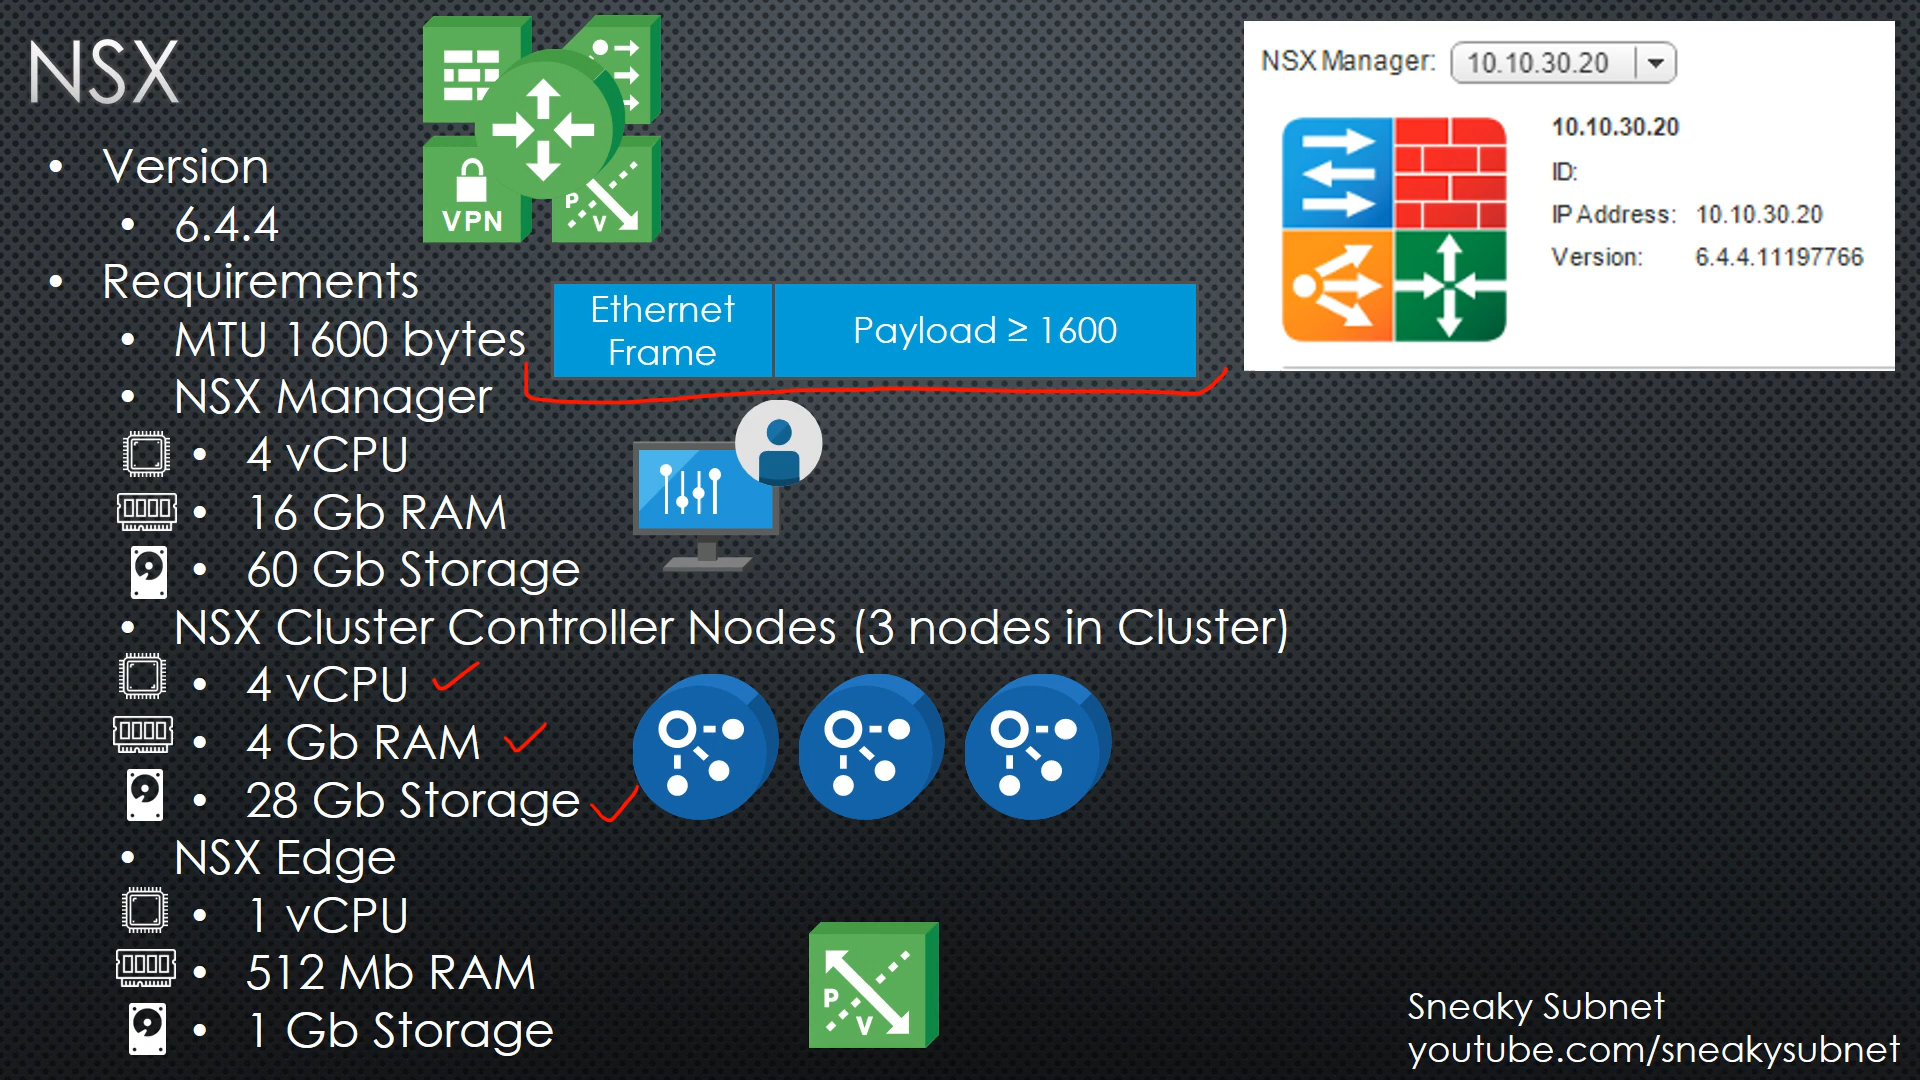 NSX
Version
6.4.4
Requirements
MTU 1600 bytes
NSX Manager
4 vCPU
16 Gb RAM
60 Gb Storage
NSX Cluster Controller Nodes (3 nodes in Cluster)
4 vCPU
4 Gb RAM
28 Gb Storage
NSX Edge
1 vCPU
512 Mb RAM
1 Gb Storage
VPN
P
V
Ethernet
Frame
Payload ≥ 1600
NSX Manager: 10.10.30.20
10.10.30.20
ID:
IP Address: 10.10.30.20
Version: 6.4.4.11197766
P
V
Sneaky Subnet
youtube.com/sneakysubnet